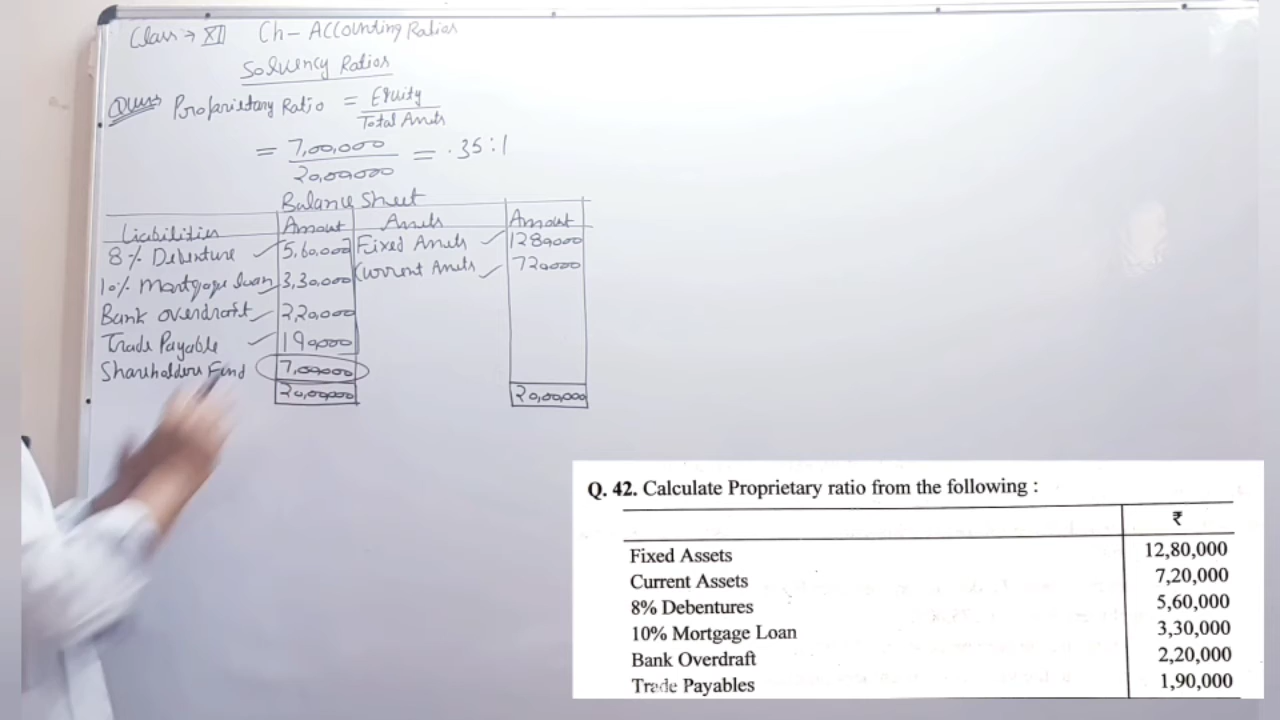 Class → XII Ch - Accounting Ratios
Solvency Ratios
Ques → Proprietary Ratio = Equity / Total Assets
= 7,00,000 / 20,00,000 = .35:1
Balance Sheet
Liabilities Amount Assets Amount
8% Debenture 5,60,000 Fixed Assets 1280000
10% Mortgage loan 3,30,000 Current Assets 720000
Bank overdraft 2,20,000
Trade Payable 190000
Shareholders Fund 7,00000
20,00,000 20,00,000
Q. 42. Calculate Proprietary ratio from the following :
₹
Fixed Assets 12,80,000
Current Assets 7,20,000
8% Debentures 5,60,000
10% Mortgage Loan 3,30,000
Bank Overdraft 2,20,000
Trade Payables 1,90,000